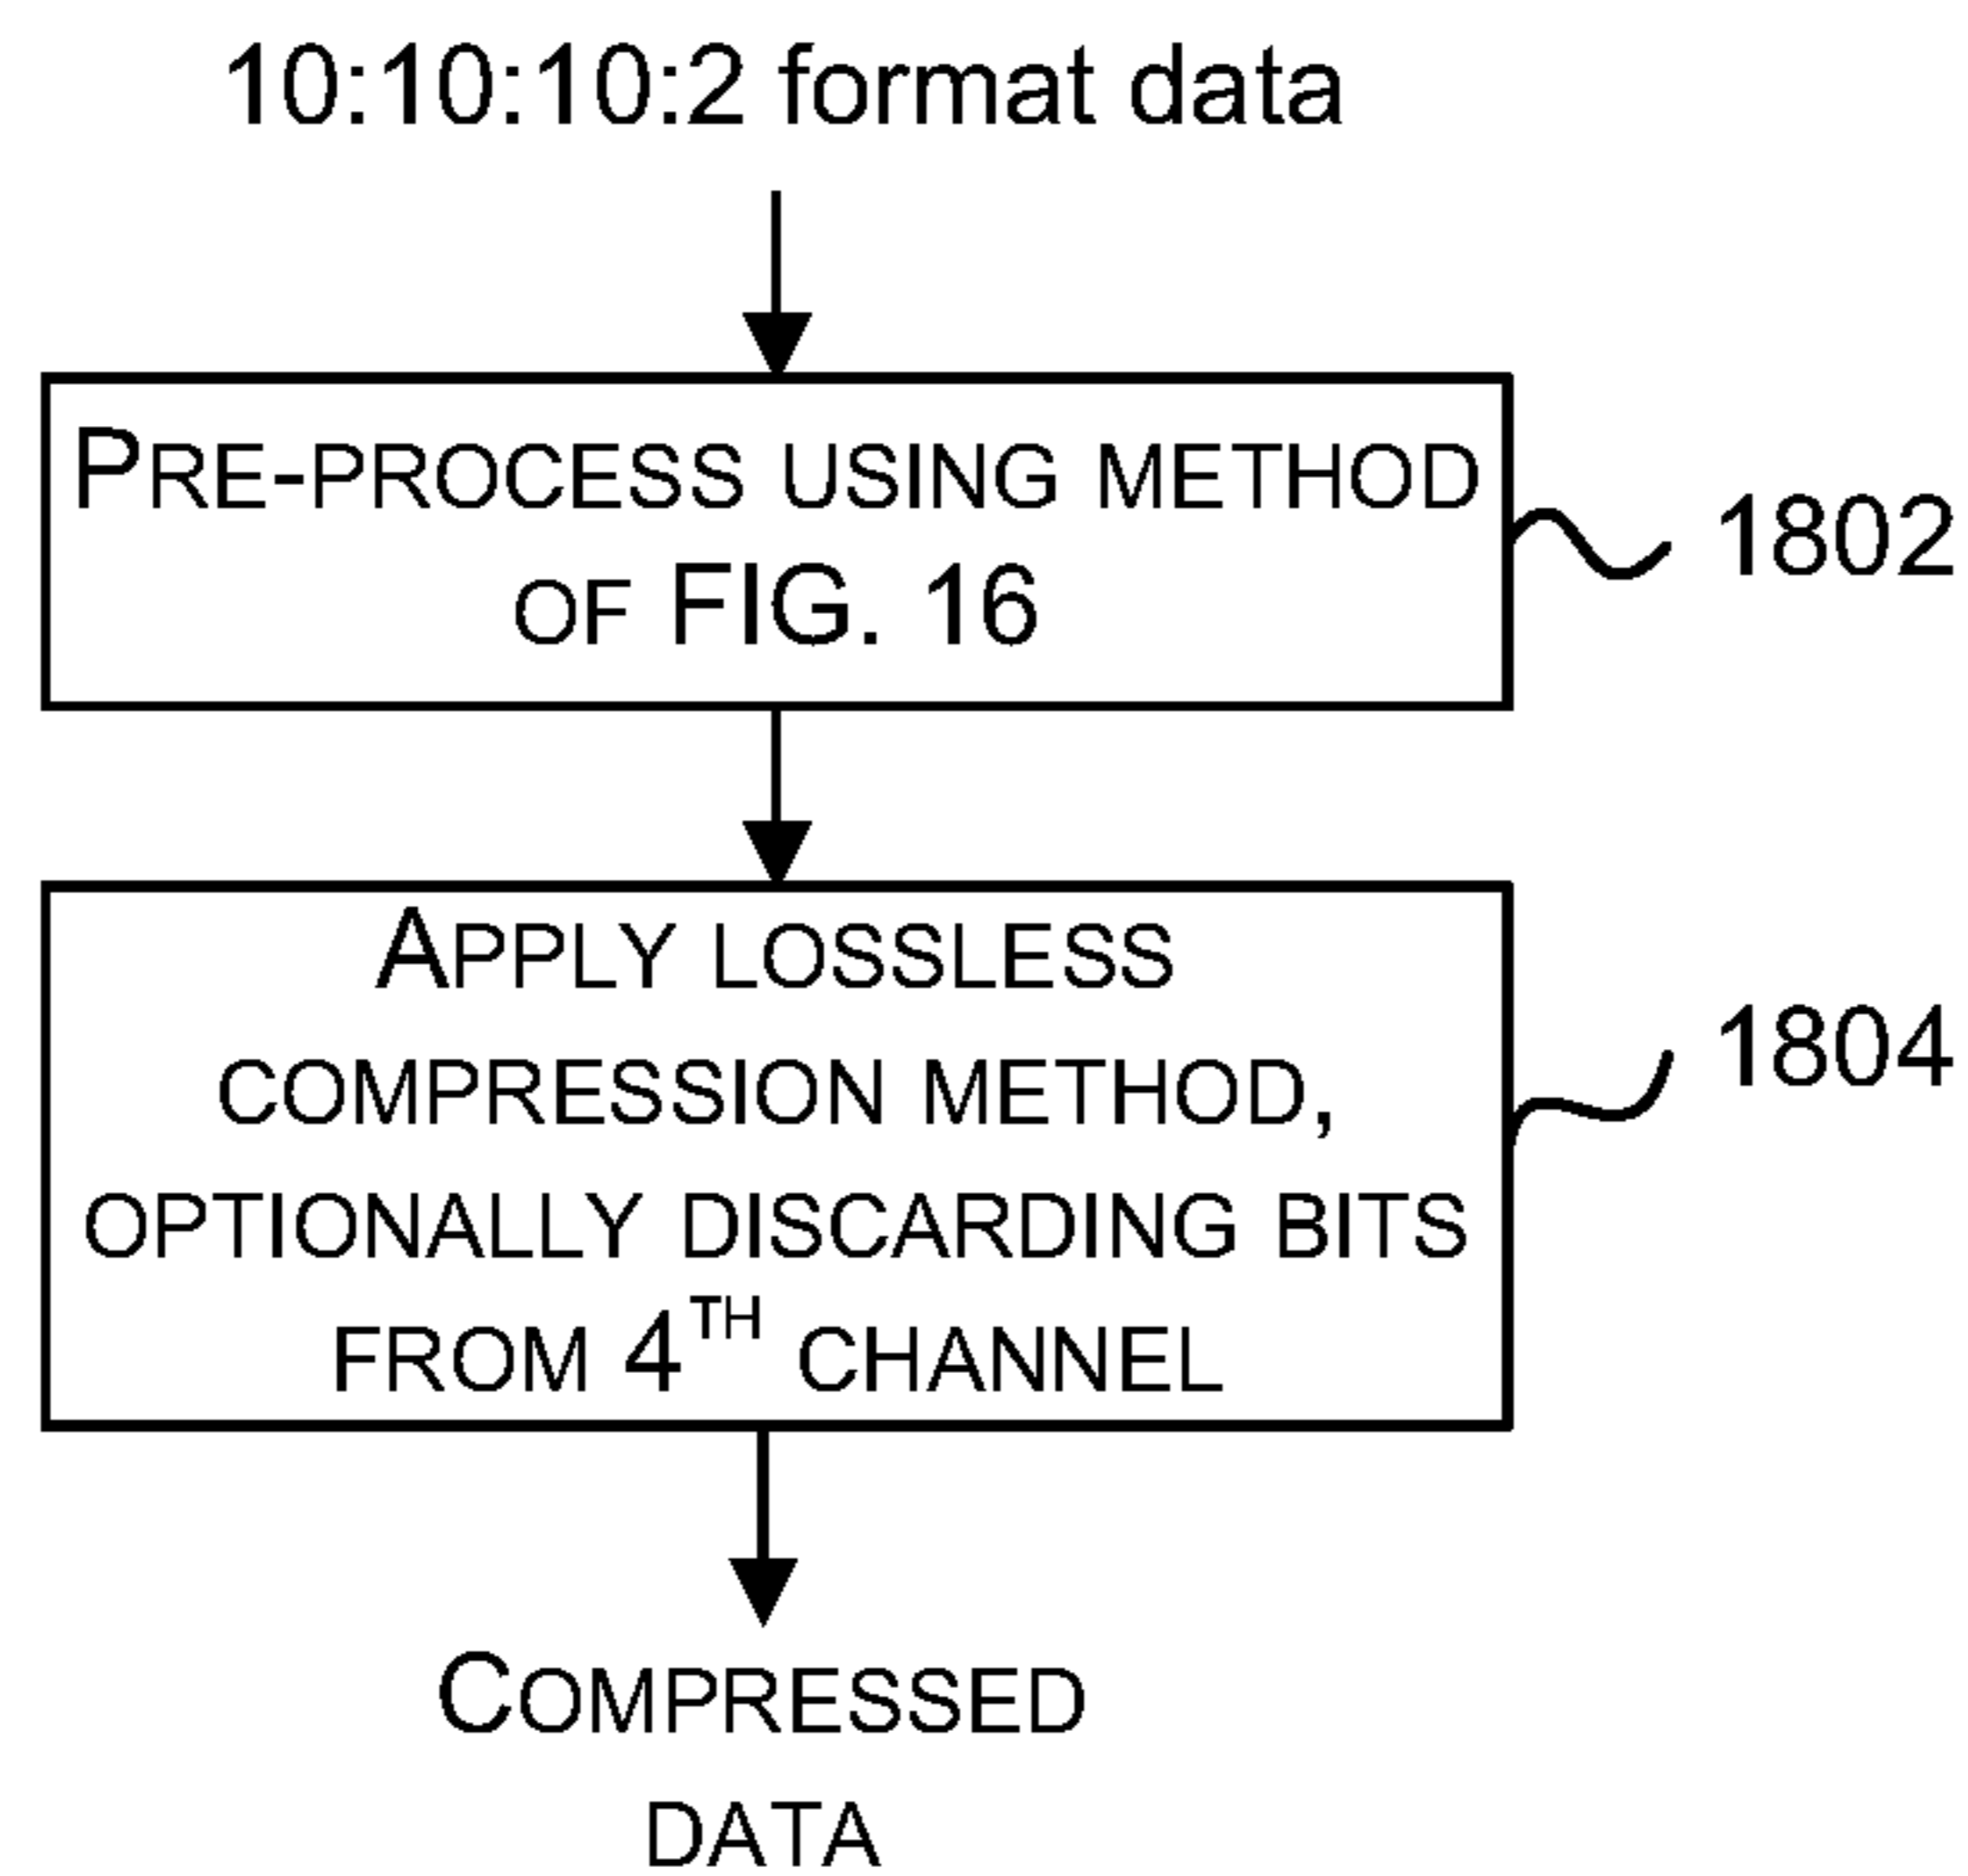 10:10:10:2 format data
PRE-PROCESS USING METHOD
OF FIG. 16
1802
APPLY LOSSLESS
COMPRESSION METHOD,
OPTIONALLY DISCARDING BITS
FROM 4TH CHANNEL
1804
COMPRESSED
DATA